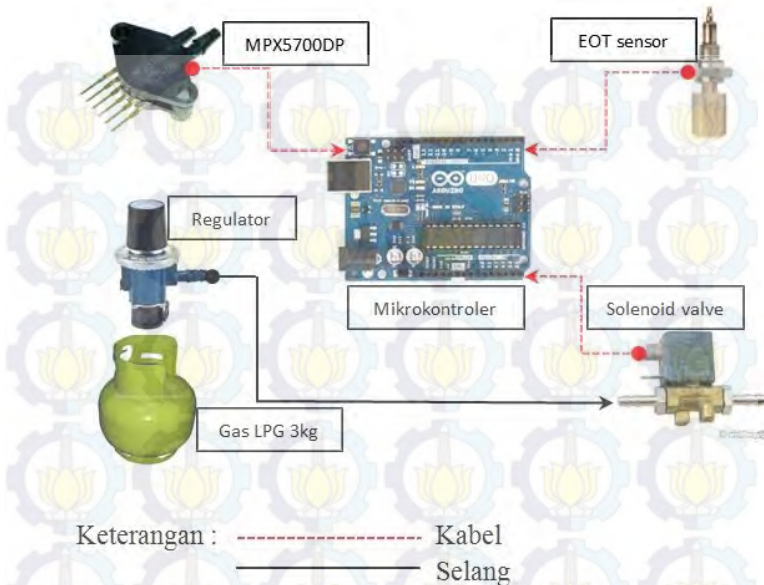 MPX5700DP
EOT sensor
Regulator
Mikrokontroler
Solenoid valve
Gas LPG 3kg
Keterangan : Kabel
Selang